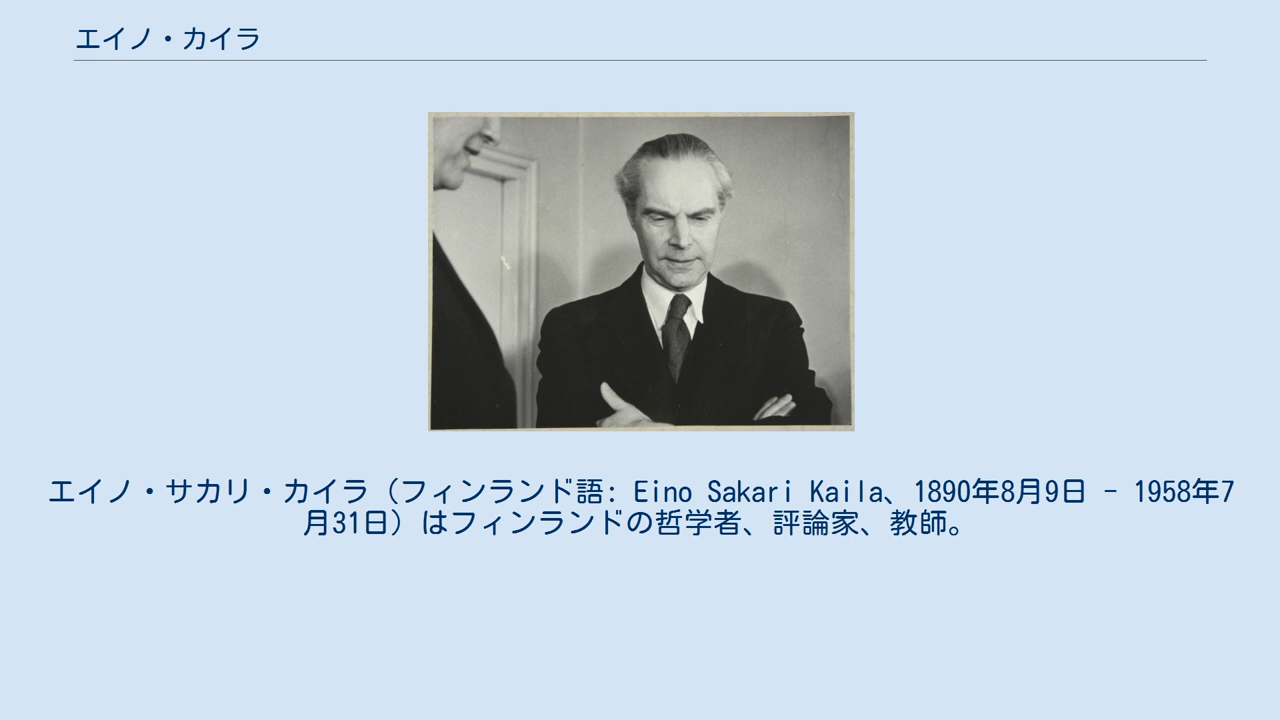 エイノ・カイラ
エイノ・サカリ・カイラ（フィンランド語: Eino Sakari Kaila、1890年8月9日 - 1958年7
月31日）はフィンランドの哲学者、評論家、教師。